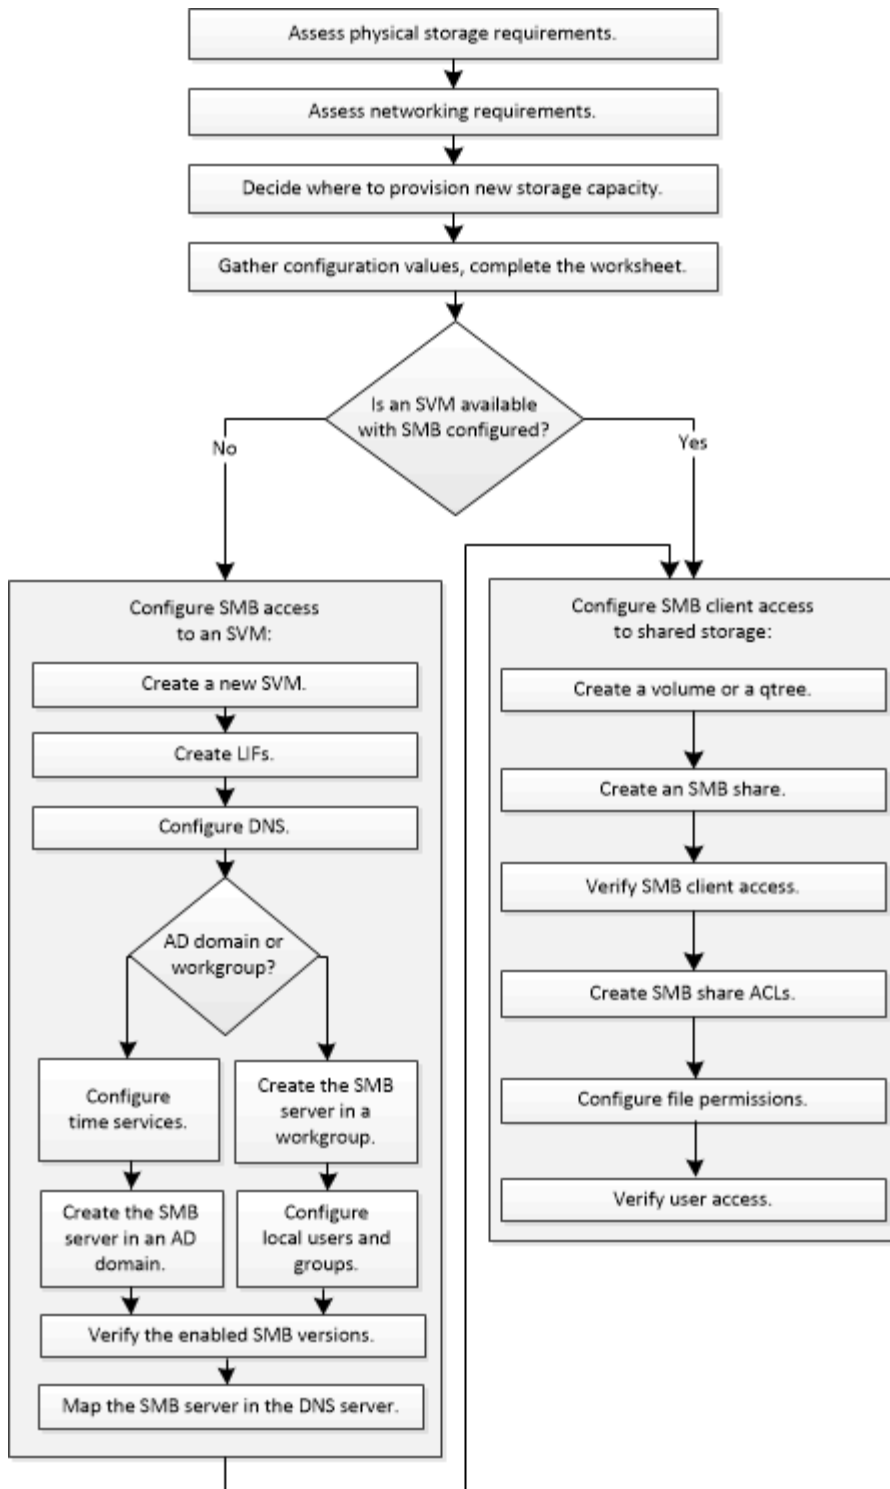 Assess physical storage requirements.
Assess networking requirements.
Decide where to provision new storage capacity.
Gather configuration values, complete the worksheet.
Is an SVM available
with SMB configured?
No
Yes
Configure SMB access
to an SVM:
Create a new SVM.
Create LIFs.
Configure DNS.
AD domain or
workgroup?
Configure
time services.
Create the SMB
server in a
workgroup.
Create the SMB
server in an AD
domain.
Configure
local users and
groups.
Verify the enabled SMB versions.
Map the SMB server in the DNS server.
Configure SMB client access
to shared storage:
Create a volume or a qtree.
Create an SMB share.
Verify SMB client access.
Create SMB share ACLs.
Configure file permissions.
Verify user access.